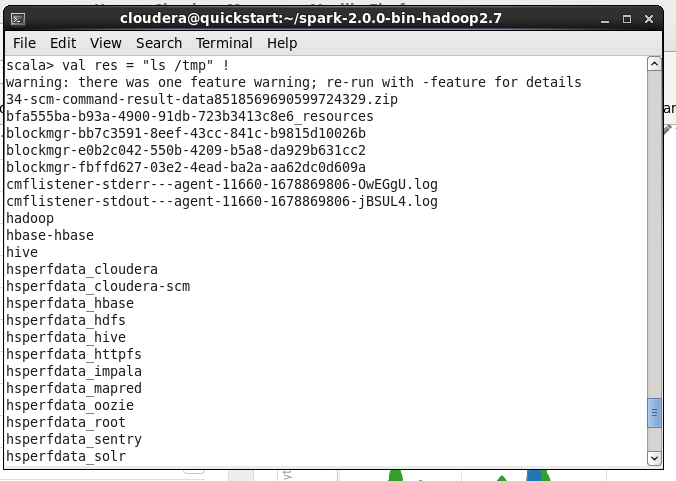 cloudera@quickstart:~/spark-2.0.0-bin-hadoop2.7
File Edit View Search Terminal Help
scala> val res = "ls /tmp" !
warning: there was one feature warning; re-run with -feature for details
34-scm-command-result-data8518569690599724329.zip
bfa555ba-b93a-4900-91db-723b3413c8e6_resources
blockmgr-bb7c3591-8eef-43cc-841c-b9815d10026b
blockmgr-e0b2c042-550b-4209-b5a8-da929b631cc2
blockmgr-fbffd627-03e2-4ead-ba2a-aa62dc0d609a
cmflistener-stderr---agent-11660-1678869806-OwEGgU.log
cmflistener-stdout---agent-11660-1678869806-jBSUL4.log
hadoop
hbase-hbase
hive
hsperfdata_cloudera
hsperfdata_cloudera-scm
hsperfdata_hbase
hsperfdata_hdfs
hsperfdata_hive
hsperfdata_httpfs
hsperfdata_impala
hsperfdata_mapred
hsperfdata_oozie
hsperfdata_root
hsperfdata_sentry
hsperfdata_solr